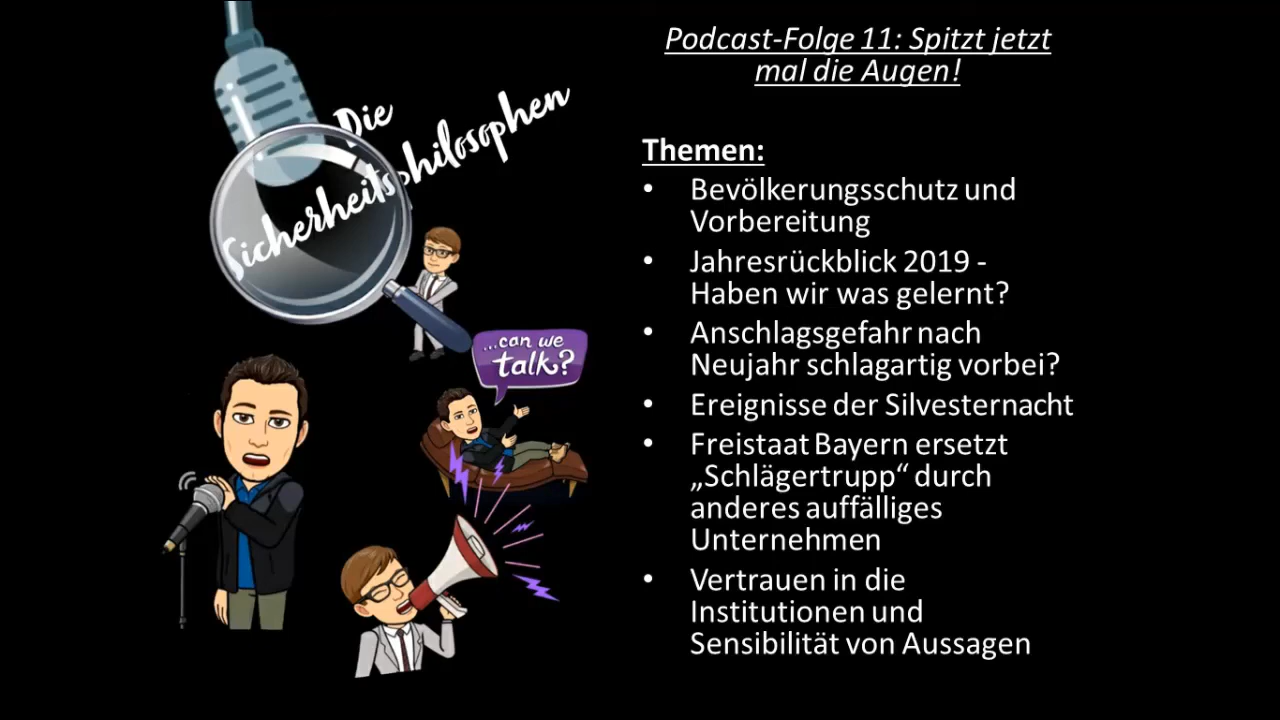 Die
Sicherheitsphilosophen
...can we
talk?
Podcast-Folge 11: Spitzt jetzt
mal die Augen!
Themen:
• Bevölkerungsschutz und
Vorbereitung
• Jahresrückblick 2019 -
Haben wir was gelernt?
• Anschlagsgefahr nach
Neujahr schlagartig vorbei?
• Ereignisse der Silvesternacht
• Freistaat Bayern ersetzt
„Schlägertrupp“ durch
anderes auffälliges
Unternehmen
• Vertrauen in die
Institutionen und
Sensibilität von Aussagen